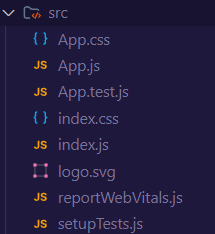 src
{ } App.css
JS App.js
JS App.test.js
{ } index.css
JS index.js
logo.svg
JS reportWebVitals.js
JS setupTests.js